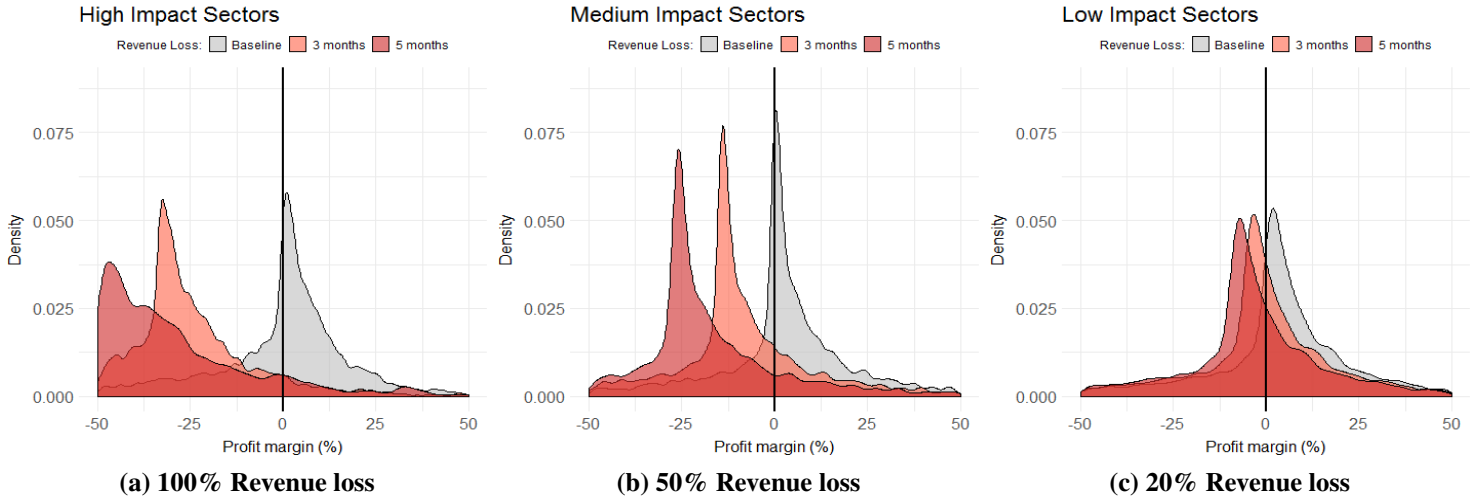 High Impact Sectors
Revenue Loss: Baseline 3 months 5 months
Density
0.075
0.050
0.025
0.000
-50 -25 0 25 50
Profit margin (%)
(a) 100% Revenue loss
Medium Impact Sectors
Revenue Loss: Baseline 3 months 5 months
Density
0.075
0.050
0.025
0.000
-50 -25 0 25 50
Profit margin (%)
(b) 50% Revenue loss
Low Impact Sectors
Revenue Loss: Baseline 3 months 5 months
Density
0.075
0.050
0.025
0.000
-50 -25 0 25 50
Profit margin (%)
(c) 20% Revenue loss